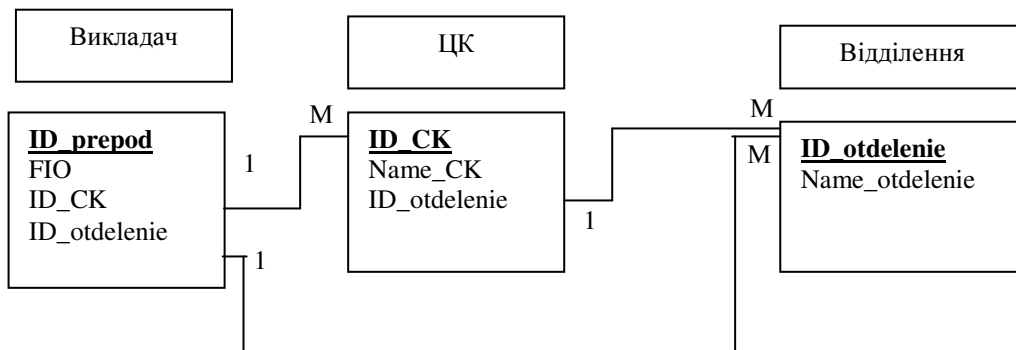 Викладач
ЦК
Відділення
ID_prepod
FIO
ID_CK
ID_otdelenie
1
M
ID_CK
Name_CK
ID_otdelenie
1
M
M
ID_otdelenie
Name_otdelenie
1